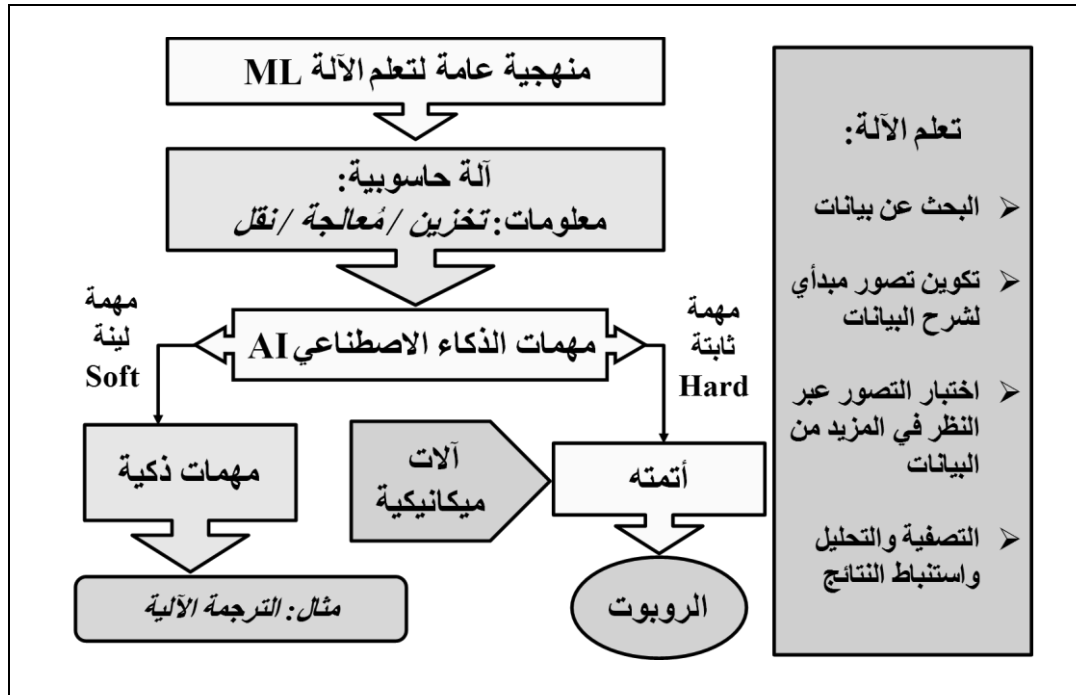 منهجية عامة لتعلم الآلة ML
آلة حاسوبية:
معلومات: تخزين / مُعالجة / نقل
مهمة
ثابتة
Hard
مهمة
لينة
Soft
مهمات الذكاء الاصطناعي AI
آلات
ميكانيكية
أتمته
مهمات ذكية
الروبوت
مثال: الترجمة الآلية
تعلم الآلة:
البحث عن بيانات
تكوين تصور مبدأي
لشرح البيانات
اختبار التصور عبر
النظر في المزيد من
البيانات
التصفية والتحليل
واستنباط النتائج